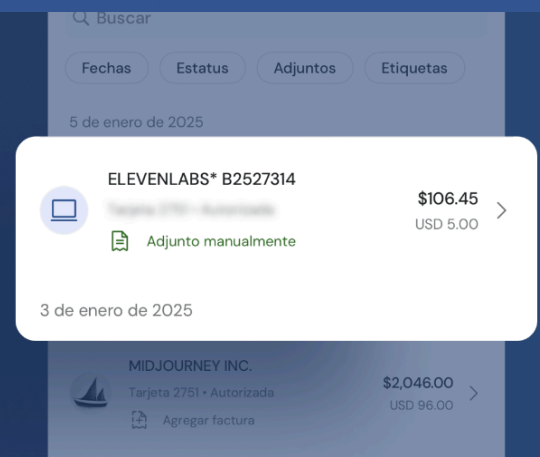 Buscar
Fechas Estatus Adjuntos Etiquetas
5 de enero de 2025
ELEVENLABS* B2527314
$106.45
USD 5.00
Adjunto manualmente
3 de enero de 2025
MIDJOURNEY INC.
Tarjeta 2751 • Autorizada
$2,046.00
USD 96.00
Agregar factura